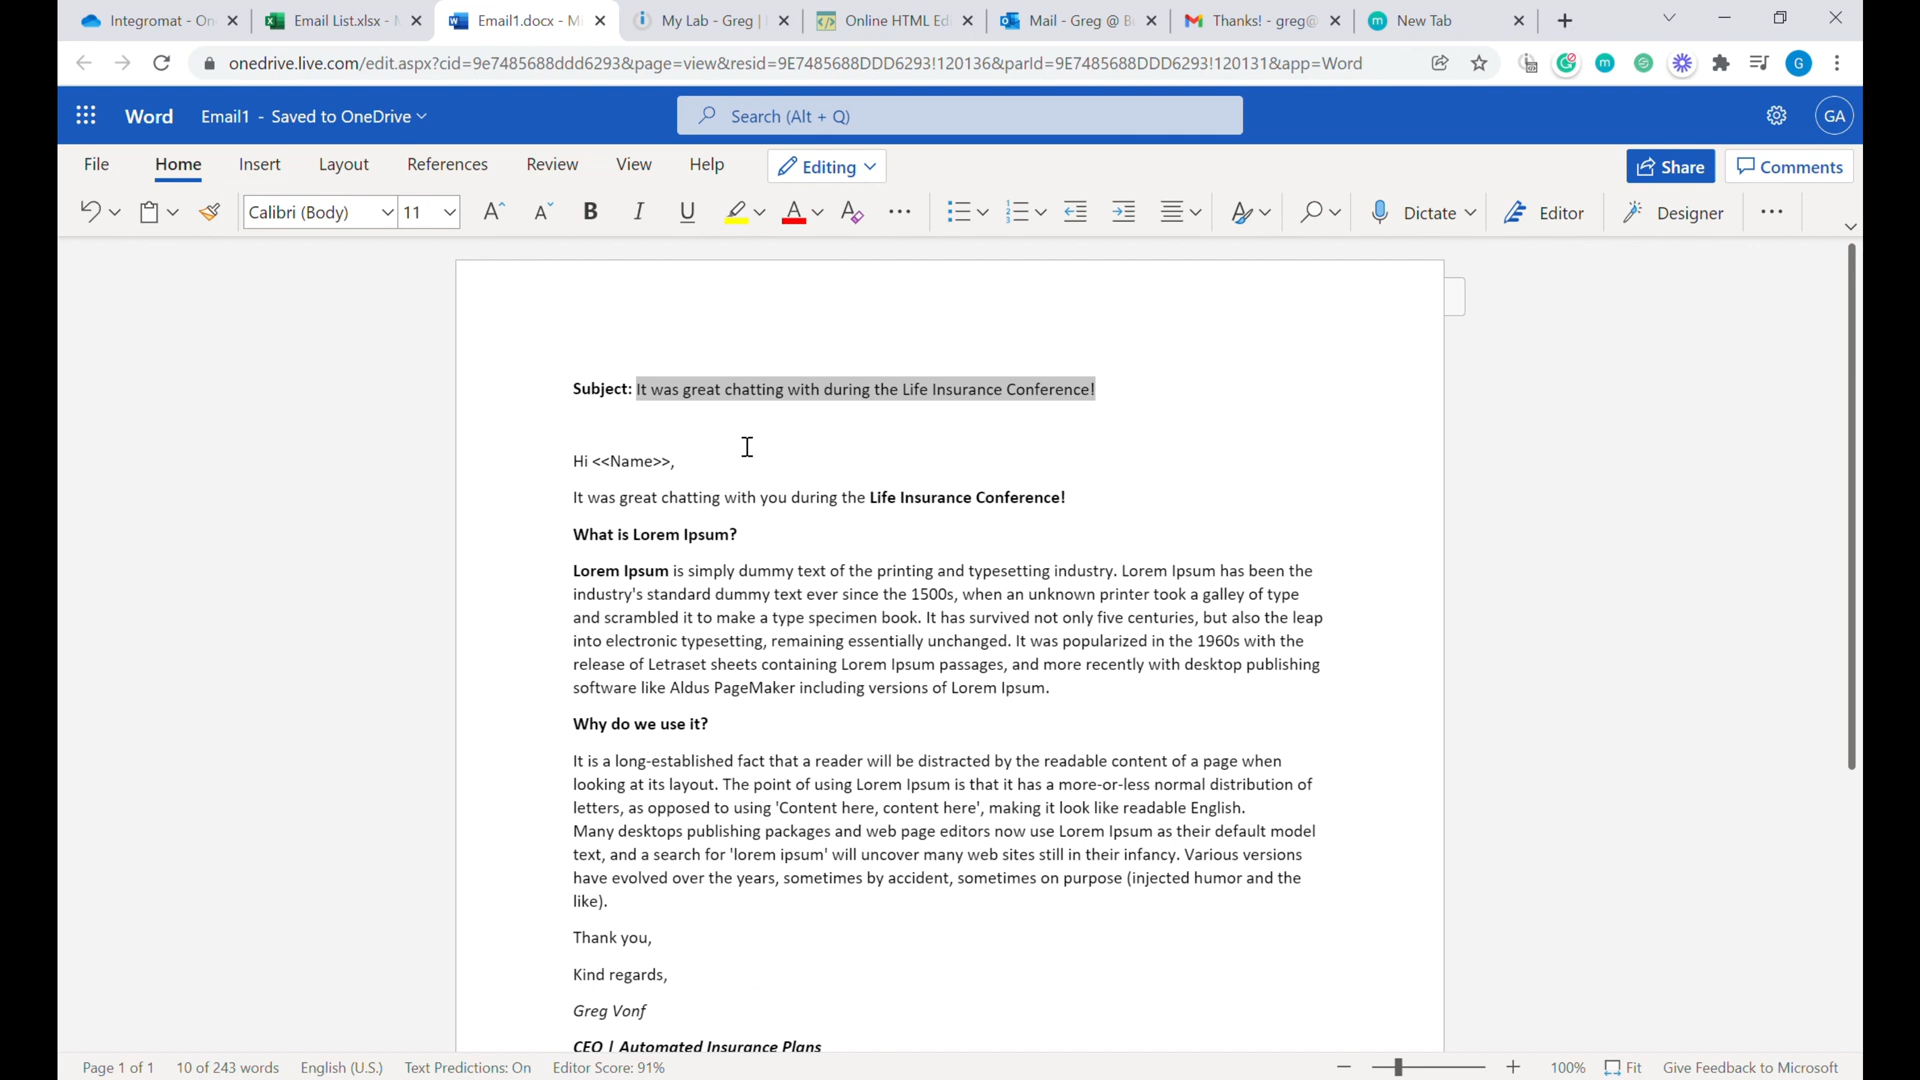 Integromat - On
Email List.xlsx - M
Email1.docx - Mi
My Lab - Greg |
Online HTML Edi
Mail - Greg @ B
Thanks! - greg@
New Tab
onedrive.live.com/edit.aspx?cid=9e7485688ddd6293&page=view&resid=9E7485688DDD6293!120136&parId=9E7485688DDD6293!120131&app=Word
G
Word Email1 - Saved to OneDrive Search (Alt + Q) GA
File Home Insert Layout References Review View Help Editing Share Comments
Calibri (Body) 11 Dictate Editor Designer
Subject: It was great chatting with during the Life Insurance Conference!
Hi <<Name>>,
It was great chatting with you during the Life Insurance Conference!
What is Lorem Ipsum?
Lorem Ipsum is simply dummy text of the printing and typesetting industry. Lorem Ipsum has been the
industry's standard dummy text ever since the 1500s, when an unknown printer took a galley of type
and scrambled it to make a type specimen book. It has survived not only five centuries, but also the leap
into electronic typesetting, remaining essentially unchanged. It was popularized in the 1960s with the
release of Letraset sheets containing Lorem Ipsum passages, and more recently with desktop publishing
software like Aldus PageMaker including versions of Lorem Ipsum.
Why do we use it?
It is a long-established fact that a reader will be distracted by the readable content of a page when
looking at its layout. The point of using Lorem Ipsum is that it has a more-or-less normal distribution of
letters, as opposed to using 'Content here, content here', making it look like readable English.
Many desktops publishing packages and web page editors now use Lorem Ipsum as their default model
text, and a search for 'lorem ipsum' will uncover many web sites still in their infancy. Various versions
have evolved over the years, sometimes by accident, sometimes on purpose (injected humor and the
like).
Thank you,
Kind regards,
Greg Vonf
CEO | Automated Insurance Plans
Page 1 of 1 10 of 243 words English (U.S.) Text Predictions: On Editor Score: 91% 100% Fit Give Feedback to Microsoft